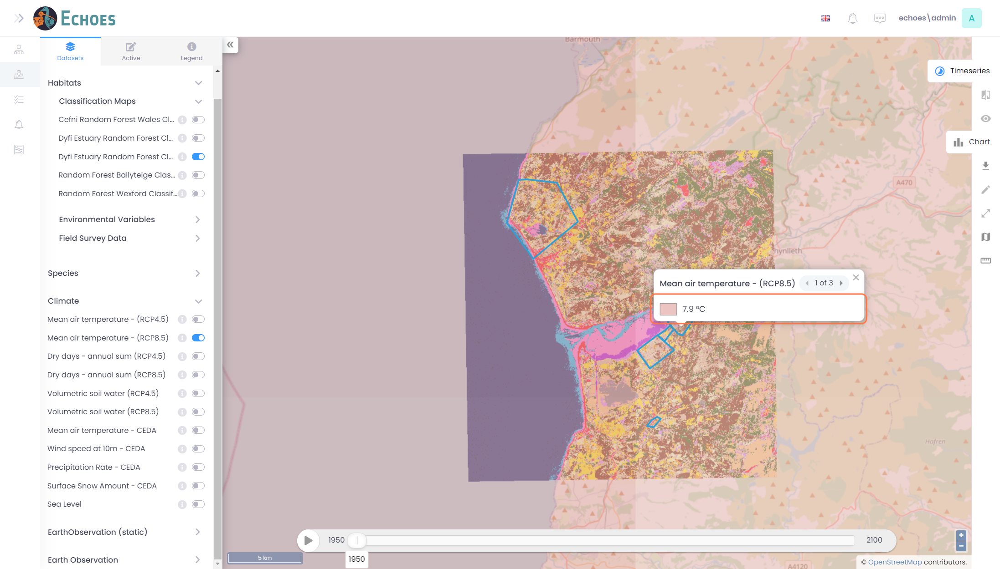 ECHOES
echoes\admin
A
Datasets
Active
Legend
Habitats
Classification Maps
Cefni Random Forest Wales Cl...
Dyfi Estuary Random Forest Cl...
Dyfi Estuary Random Forest Cl...
Random Forest Ballyteige Clas...
Random Forest Wexford Classif...
Environmental Variables
Field Survey Data
Species
Climate
Mean air temperature - (RCP4.5)
Mean air temperature - (RCP8.5)
Dry days - annual sum (RCP4.5)
Dry days - annual sum (RCP8.5)
Volumetric soil water (RCP4.5)
Volumetric soil water (RCP8.5)
Mean air temperature - CEDA
Wind speed at 10m - CEDA
Precipitation Rate - CEDA
Surface Snow Amount - CEDA
Sea Level
EarthObservation (static)
Earth Observation
Barmouth
Timeseries
Chart
A470
hynlleth
Mean air temperature - (RCP8.5)
1 of 3
7.9 ºC
Hafren
1950
2100
1950
5 km
+
−
A4120
© OpenStreetMap contributors.